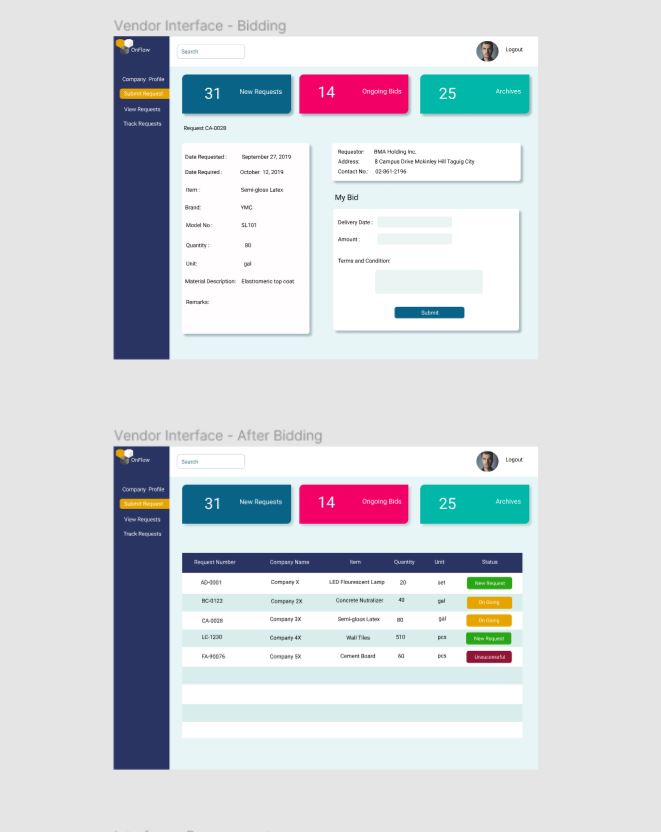 Vendor Interface - Bidding
OnFlow
Search
Logout
Company Profile
Submit Request
View Requests
Track Requests
31 New Requests
14 Ongoing Bids
25 Archives
Request CA-0028
Date Requested : September 27, 2019
Date Required : October 12, 2019
Item : Semi-gloss Latex
Brand: YMC
Model No : SL101
Quantity : 80
Unit: gal
Material Description: Elastromeric top coat
Remarks:
Requestor: BMA Holding Inc.
Address: 8 Campus Drive Mckinley Hill Taguig City
Contact No.: 02-861-2196
My Bid
Delivery Date :
Amount :
Terms and Condition:
Submit
Vendor Interface - After Bidding
OnFlow
Search
Logout
Company Profile
Submit Request
View Requests
Track Requests
31 New Requests
14 Ongoing Bids
25 Archives
Request Number Company Name Item Quantity Unit Status
AD-0001 Company X LED Flourescent Lamp 20 set New Request
BC-0122 Company 2X Concrete Nutralizer 40 gal On Going
CA-0028 Company 3X Semi-gloss Latex 80 gal On Going
LC-1230 Company 4X Wall Tiles 510 pcs New Request
FA-90076 Company 5X Cement Board 60 pcs Unsuccessful